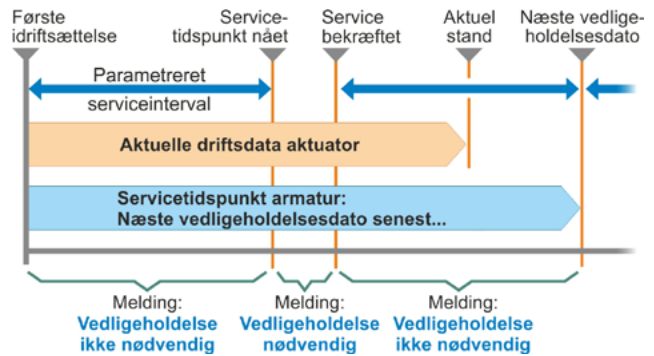 Første
idriftsættelse
Service-
tidspunkt nået
Service
bekræftet
Aktuel
stand
Næste vedlige-
holdelsesdato
Parametreret
serviceinterval
Aktuelle driftsdata aktuator
Servicetidspunkt armatur:
Næste vedligeholdelsesdato senest...
Melding:
Vedligeholdelse
ikke nødvendig
Melding:
Vedligeholdelse
nødvendig
Melding:
Vedligeholdelse
ikke nødvendig